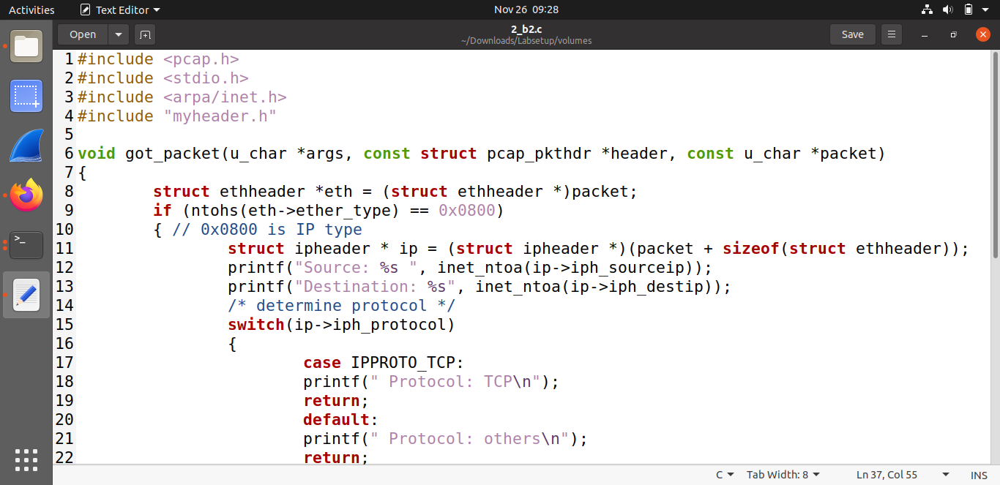 Activities Text Editor Nov 26 09:28
Open 2_b2.c Save
~/Downloads/Labsetup/volumes
1 #include <pcap.h>
2 #include <stdio.h>
3 #include <arpa/inet.h>
4 #include "myheader.h"
5
6 void got_packet(u_char *args, const struct pcap_pkthdr *header, const u_char *packet)
7 {
8 struct ethheader *eth = (struct ethheader *)packet;
9 if (ntohs(eth->ether_type) == 0x0800)
10 { // 0x0800 is IP type
11 struct ipheader * ip = (struct ipheader *)(packet + sizeof(struct ethheader));
12 printf("Source: %s ", inet_ntoa(ip->iph_sourceip));
13 printf("Destination: %s", inet_ntoa(ip->iph_destip));
14 /* determine protocol */
15 switch(ip->iph_protocol)
16 {
17 case IPPROTO_TCP:
18 printf(" Protocol: TCP\n");
19 return;
20 default:
21 printf(" Protocol: others\n");
22 return;
C Tab Width: 8 Ln 37, Col 55 INS